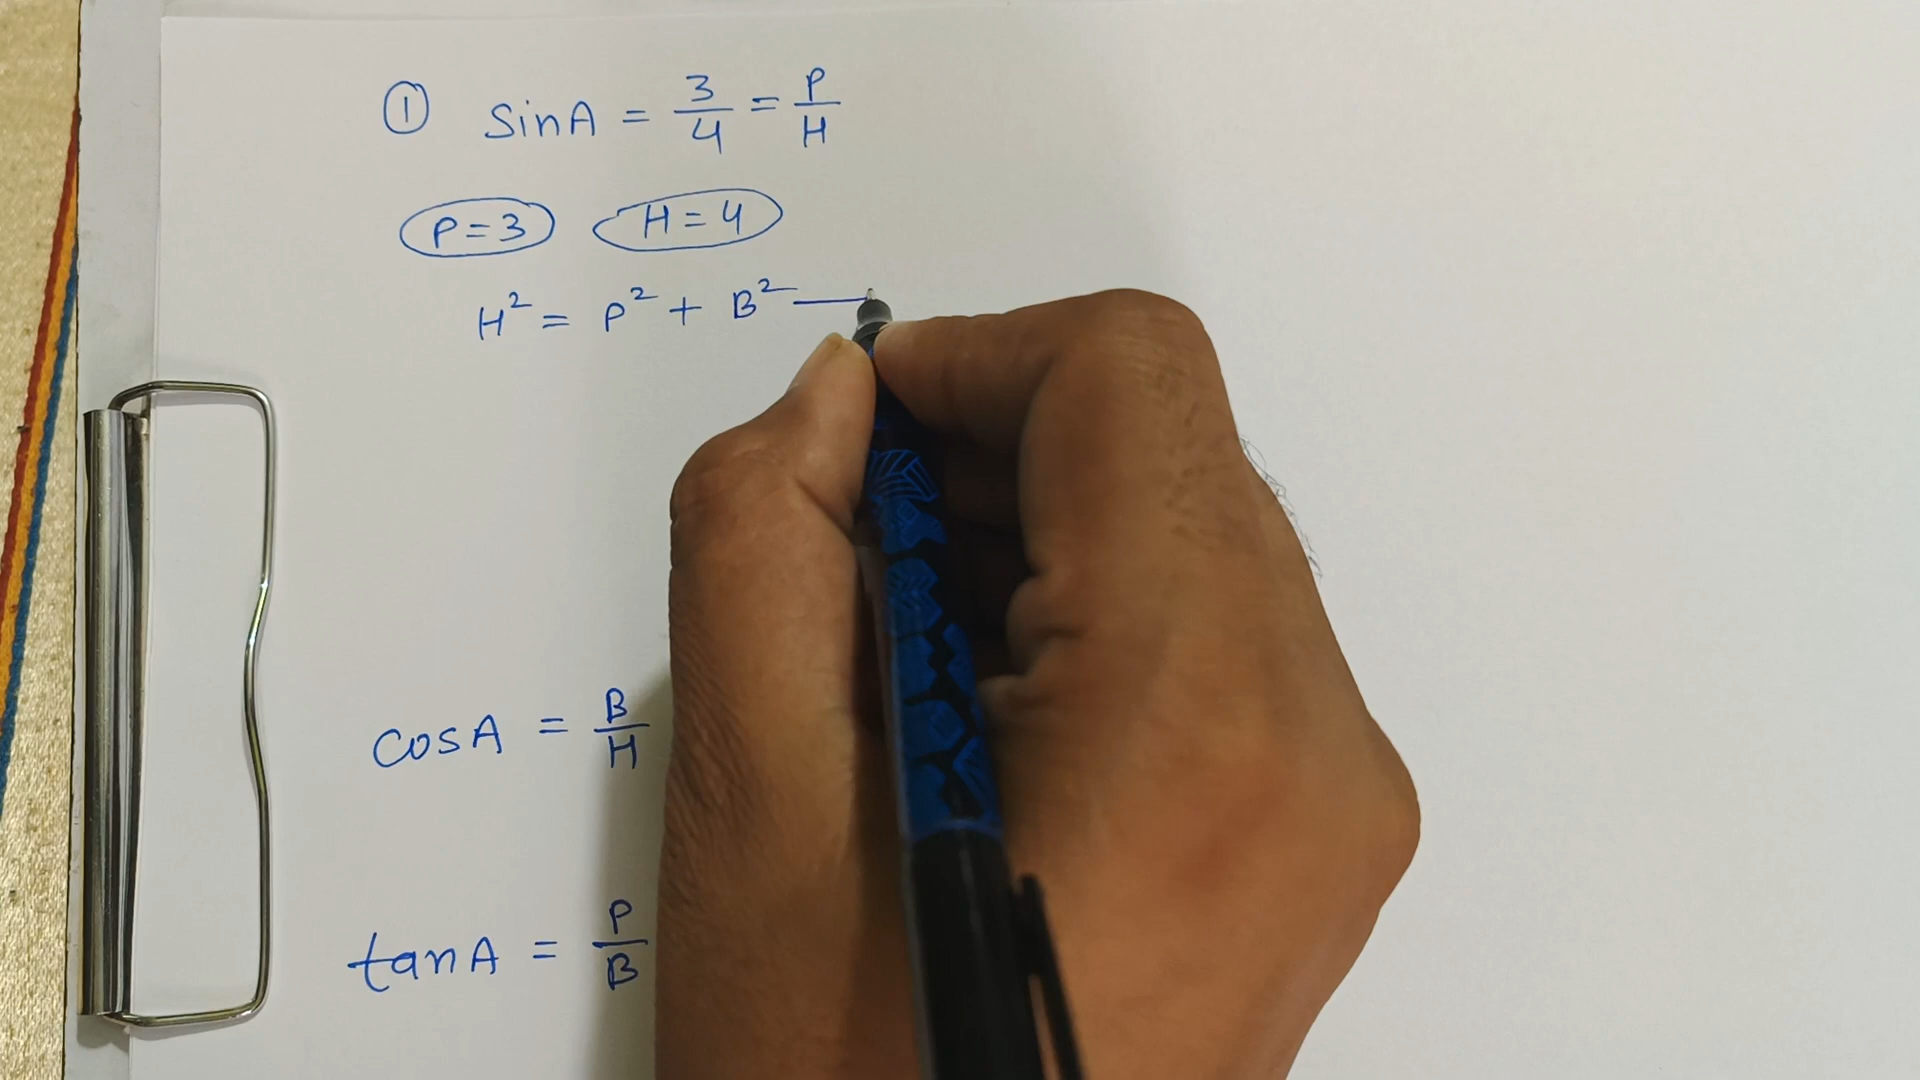 ① sinA = 3/4 = P/H
P=3 H=4
H² = P² + B²
cosA = B/H
tanA = P/B